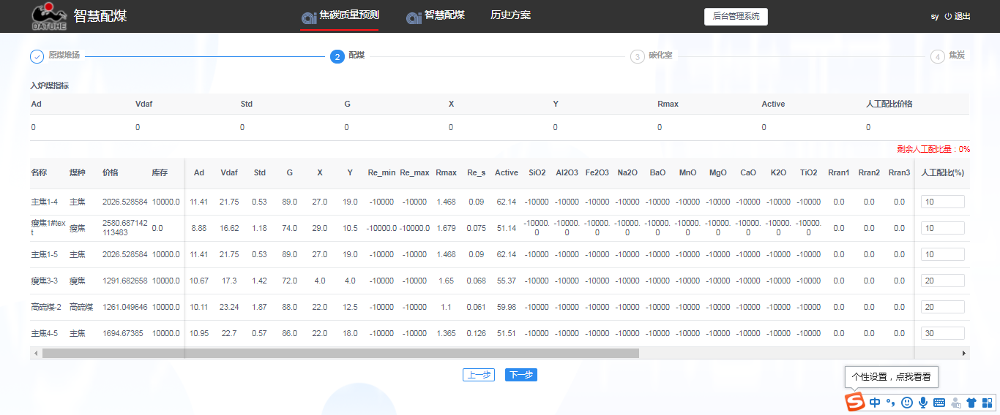 DATUHE 智慧配煤 ai 焦碳质量预测 ai 智慧配煤 历史方案 后台管理系统 sy 退出
原煤堆场 2 配煤 3 碳化室 4 焦炭
入炉煤指标
Ad Vdaf Std G X Y Rmax Active 人工配比价格
0 0 0 0 0 0 0 0 0
剩余人工配比量：0%
名称 煤种 价格 库存 Ad Vdaf Std G X Y Re_min Re_max Rmax Re_s Active SiO2 Al2O3 Fe2O3 Na2O BaO MnO MgO CaO K2O TiO2 Rran1 Rran2 Rran3 人工配比(%)
主焦1-4 主焦 2026.528584 10000.0 11.41 21.75 0.53 89.0 27.0 19.0 -10000 -10000 1.468 0.09 62.14 -10000 -10000 -10000 -10000 -10000 -10000 -10000 -10000 -10000 -10000 0.0 0.0 0.0 10
瘦焦1#tex 2580.687142 -10000. -10000. -10000. -10000. -10000. -10000. -10000. -10000. -10000. -10000.
瘦焦 0.0 8.88 16.62 1.18 74.0 29.0 10.5 -10000.0 -10000.0 1.679 0.075 51.14 0.0 0.0 0.0 10
t 113483 0 0 0 0 0 0 0 0 0 0
主焦1-5 主焦 2026.528584 10000.0 11.41 21.75 0.53 89.0 27.0 19.0 -10000 -10000 1.468 0.09 62.14 -10000 -10000 -10000 -10000 -10000 -10000 -10000 -10000 -10000 -10000 0.0 0.0 0.0 10
瘦焦3-3 瘦焦 1291.682658 10000.0 10.67 17.3 1.42 72.0 4.0 4.0 -10000 -10000 1.65 0.068 55.37 -10000 -10000 -10000 -10000 -10000 -10000 -10000 -10000 -10000 -10000 0.0 0.0 0.0 20
高硫煤-2 高硫煤 1261.049646 10000.0 10.11 23.24 1.87 88.0 22.0 12.5 -10000 -10000 1.1 0.061 59.98 -10000 -10000 -10000 -10000 -10000 -10000 -10000 -10000 -10000 -10000 0.0 0.0 0.0 20
主焦4-5 主焦 1694.67385 10000.0 10.95 22.7 0.57 86.0 22.0 18.0 -10000 -10000 1.365 0.126 51.51 -10000 -10000 -10000 -10000 -10000 -10000 -10000 -10000 -10000 -10000 0.0 0.0 0.0 30
上一步 下一步
个性设置，点我看看
S 中